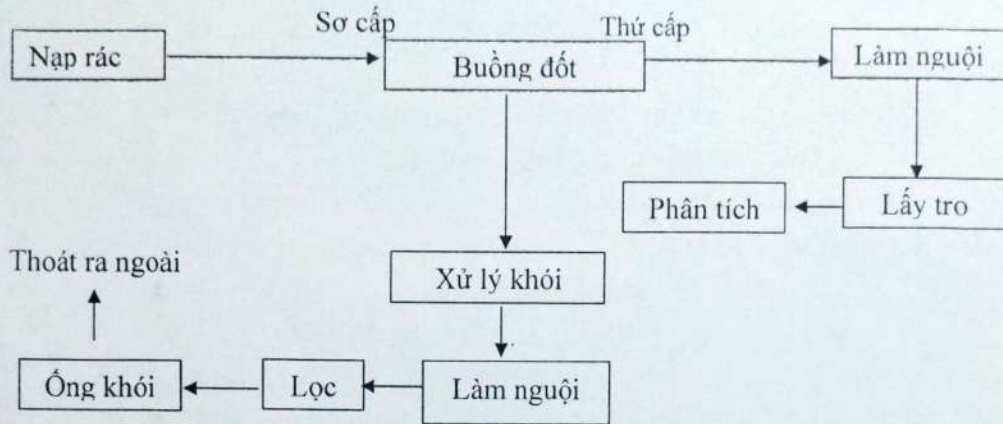 Sơ cấp
Thứ cấp
Nạp rác
Buồng đốt
Làm nguội
Phân tích
Lấy tro
Xử lý khói
Thoát ra ngoài
Ống khói
Lọc
Làm nguội